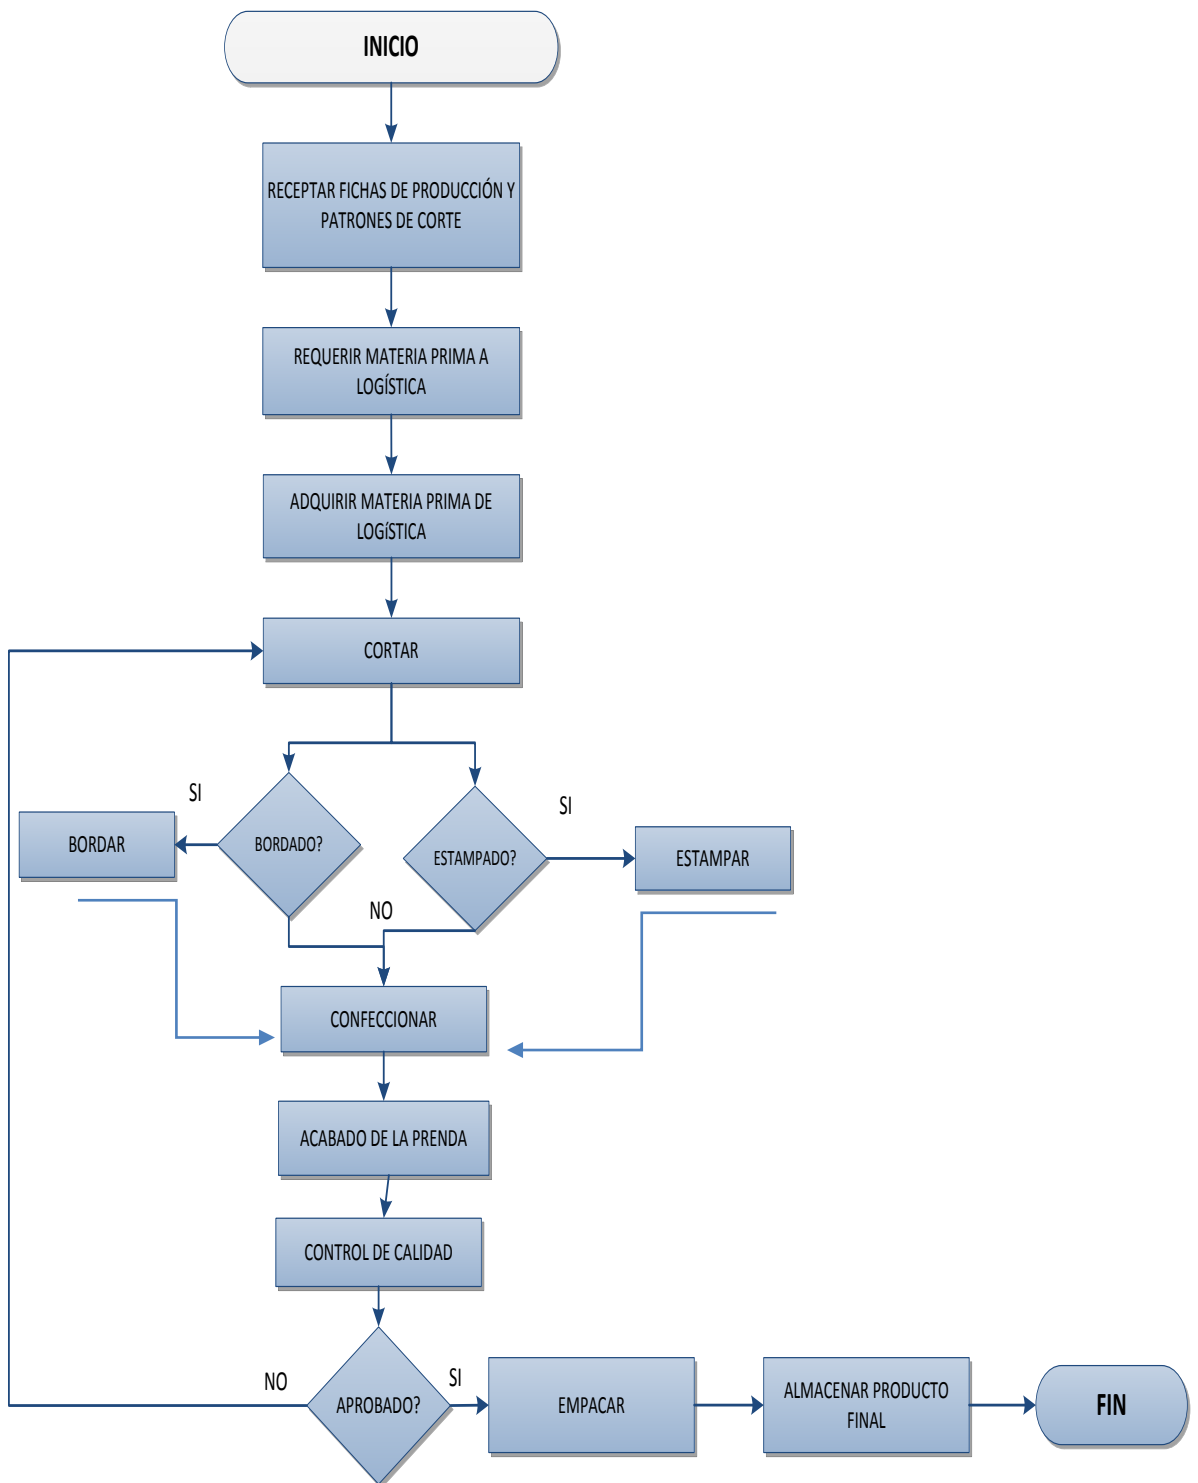 INICIO
RECEPTAR FICHAS DE PRODUCCIÓN Y
PATRONES DE CORTE
REQUERIR MATERIA PRIMA A
LOGÍSTICA
ADQUIRIR MATERIA PRIMA DE
LOGíSTICA
CORTAR
SI
BORDAR
BORDADO?
ESTAMPADO?
SI
ESTAMPAR
NO
CONFECCIONAR
ACABADO DE LA PRENDA
CONTROL DE CALIDAD
NO
APROBADO?
SI
EMPACAR
ALMACENAR PRODUCTO
FINAL
FIN